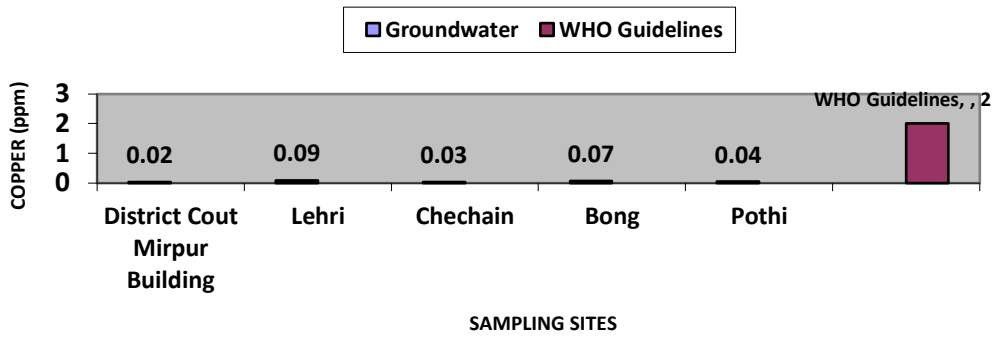 Groundwater WHO Guidelines
COPPER (ppm)
3
2
1
0
WHO Guidelines, , 2
0.02 0.09 0.03 0.07 0.04
District Cout Lehri Chechain Bong Pothi
Mirpur
Building
SAMPLING SITES